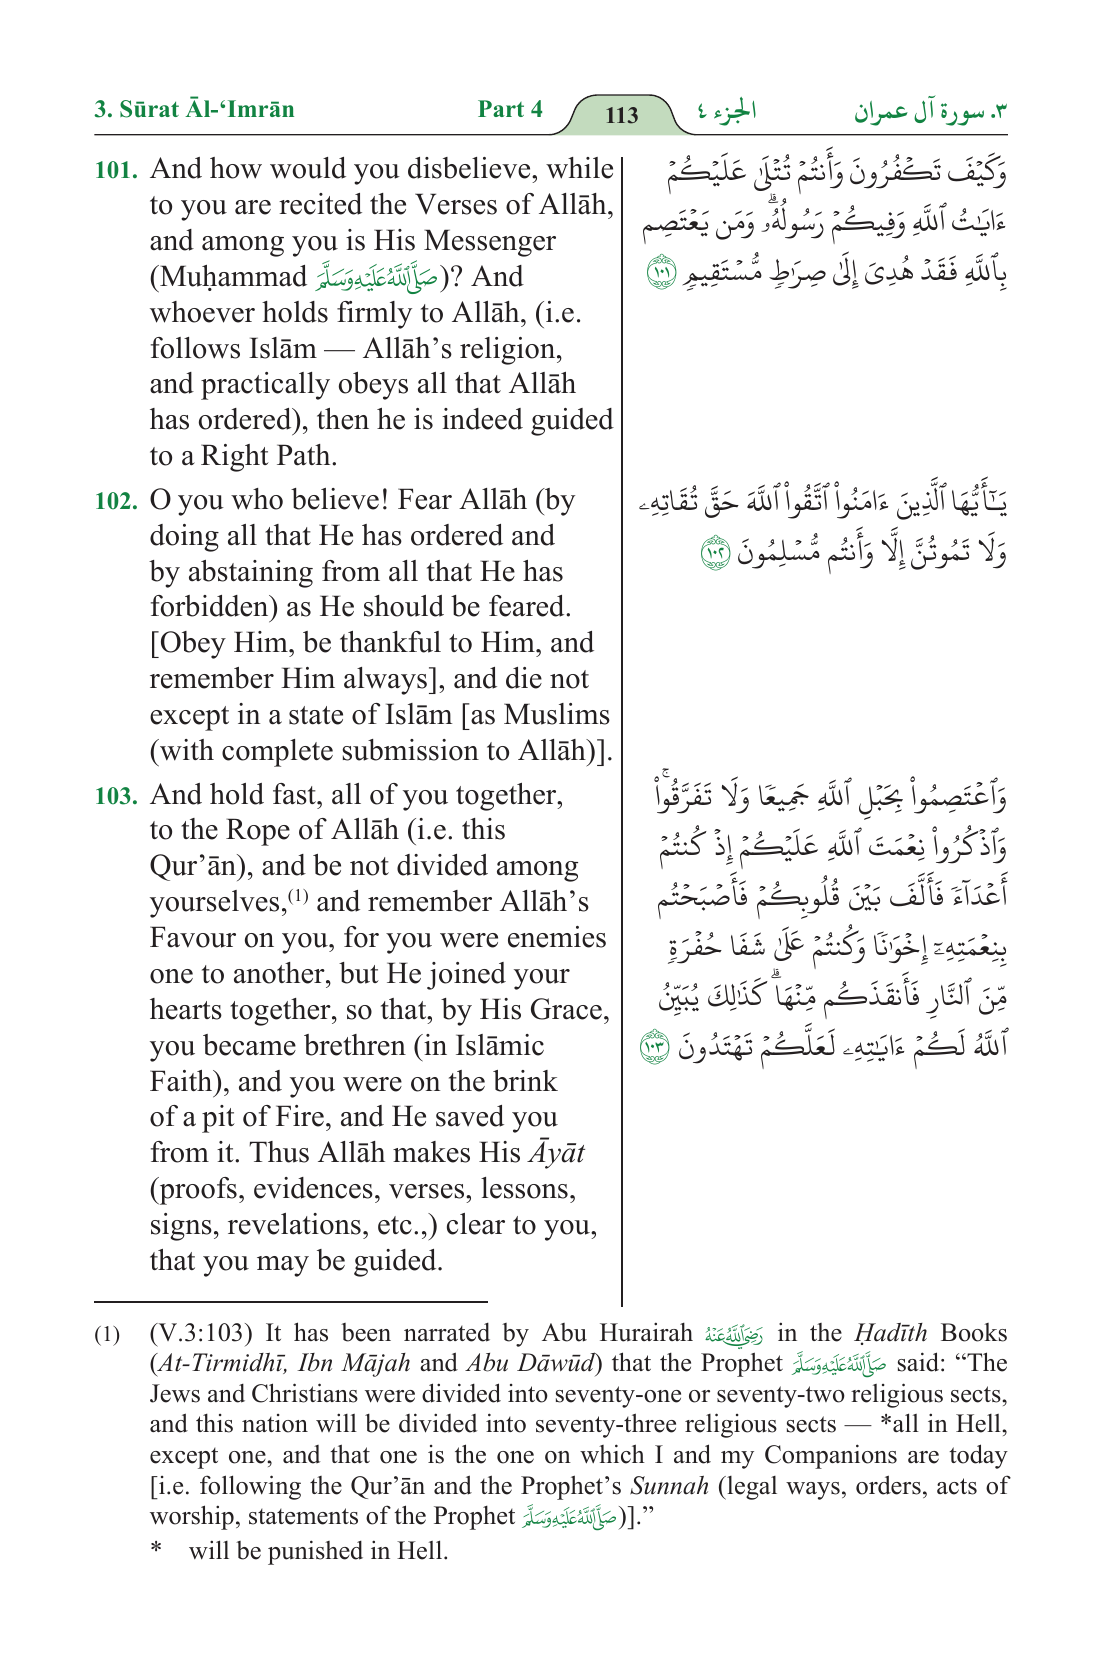 3. Sūrat Āl-‘Imrān Part 4 113 الجزء ٤ ٣. سورة آل عمران
101. And how would you disbelieve, while
to you are recited the Verses of Allāh,
and among you is His Messenger
(Muḥammad ﷺ)? And
whoever holds firmly to Allāh, (i.e.
follows Islām — Allāh’s religion,
and practically obeys all that Allāh
has ordered), then he is indeed guided
to a Right Path.
وَكَيۡفَ تَكۡفُرُونَ وَأَنتُمۡ تُتۡلَىٰ عَلَيۡكُمۡ
ءَايَٰتُ ٱللَّهِ وَفِيكُمۡ رَسُولُهُۥۗ وَمَن يَعۡتَصِم
بِٱللَّهِ فَقَدۡ هُدِيَ إِلَىٰ صِرَٰطٖ مُّسۡتَقِيمٖ ١٠١
102. O you who believe! Fear Allāh (by
doing all that He has ordered and
by abstaining from all that He has
forbidden) as He should be feared.
[Obey Him, be thankful to Him, and
remember Him always], and die not
except in a state of Islām [as Muslims
(with complete submission to Allāh)].
يَٰٓأَيُّهَا ٱلَّذِينَ ءَامَنُواْ ٱتَّقُواْ ٱللَّهَ حَقَّ تُقَاتِهِۦ
وَلَا تَمُوتُنَّ إِلَّا وَأَنتُم مُّسۡلِمُونَ ١٠٢
103. And hold fast, all of you together,
to the Rope of Allāh (i.e. this
Qur’ān), and be not divided among
yourselves,(1) and remember Allāh’s
Favour on you, for you were enemies
one to another, but He joined your
hearts together, so that, by His Grace,
you became brethren (in Islāmic
Faith), and you were on the brink
of a pit of Fire, and He saved you
from it. Thus Allāh makes His Āyāt
(proofs, evidences, verses, lessons,
signs, revelations, etc.,) clear to you,
that you may be guided.
وَٱعۡتَصِمُواْ بِحَبۡلِ ٱللَّهِ جَمِيعٗا وَلَا تَفَرَّقُواْۚ
وَٱذۡكُرُواْ نِعۡمَتَ ٱللَّهِ عَلَيۡكُمۡ إِذۡ كُنتُمۡ
أَعۡدَآءٗ فَأَلَّفَ بَيۡنَ قُلُوبِكُمۡ فَأَصۡبَحۡتُم
بِنِعۡمَتِهِۦٓ إِخۡوَٰنٗا وَكُنتُمۡ عَلَىٰ شَفَا حُفۡرَةٖ
مِّنَ ٱلنَّارِ فَأَنقَذَكُم مِّنۡهَاۗ كَذَٰلِكَ يُبَيِّنُ
ٱللَّهُ لَكُمۡ ءَايَٰتِهِۦ لَعَلَّكُمۡ تَهۡتَدُونَ ١٠٣
(1) (V.3:103) It has been narrated by Abu Hurairah رَضِيَ ٱللَّهُ عَنْهُ in the Ḥadīth Books
(At-Tirmidhī, Ibn Mājah and Abu Dāwūd) that the Prophet ﷺ said: “The
Jews and Christians were divided into seventy-one or seventy-two religious sects,
and this nation will be divided into seventy-three religious sects — *all in Hell,
except one, and that one is the one on which I and my Companions are today
[i.e. following the Qur’ān and the Prophet’s Sunnah (legal ways, orders, acts of
worship, statements of the Prophet ﷺ)].”
* will be punished in Hell.